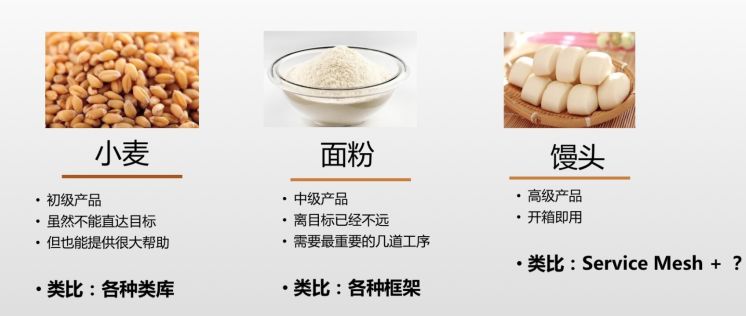 小麦
• 初级产品
• 虽然不能直达目标
• 但也能提供很大帮助
• 类比：各种类库
面粉
• 中级产品
• 离目标已经不远
• 需要最重要的几道工序
• 类比：各种框架
馒头
• 高级产品
• 开箱即用
• 类比：Service Mesh + ？